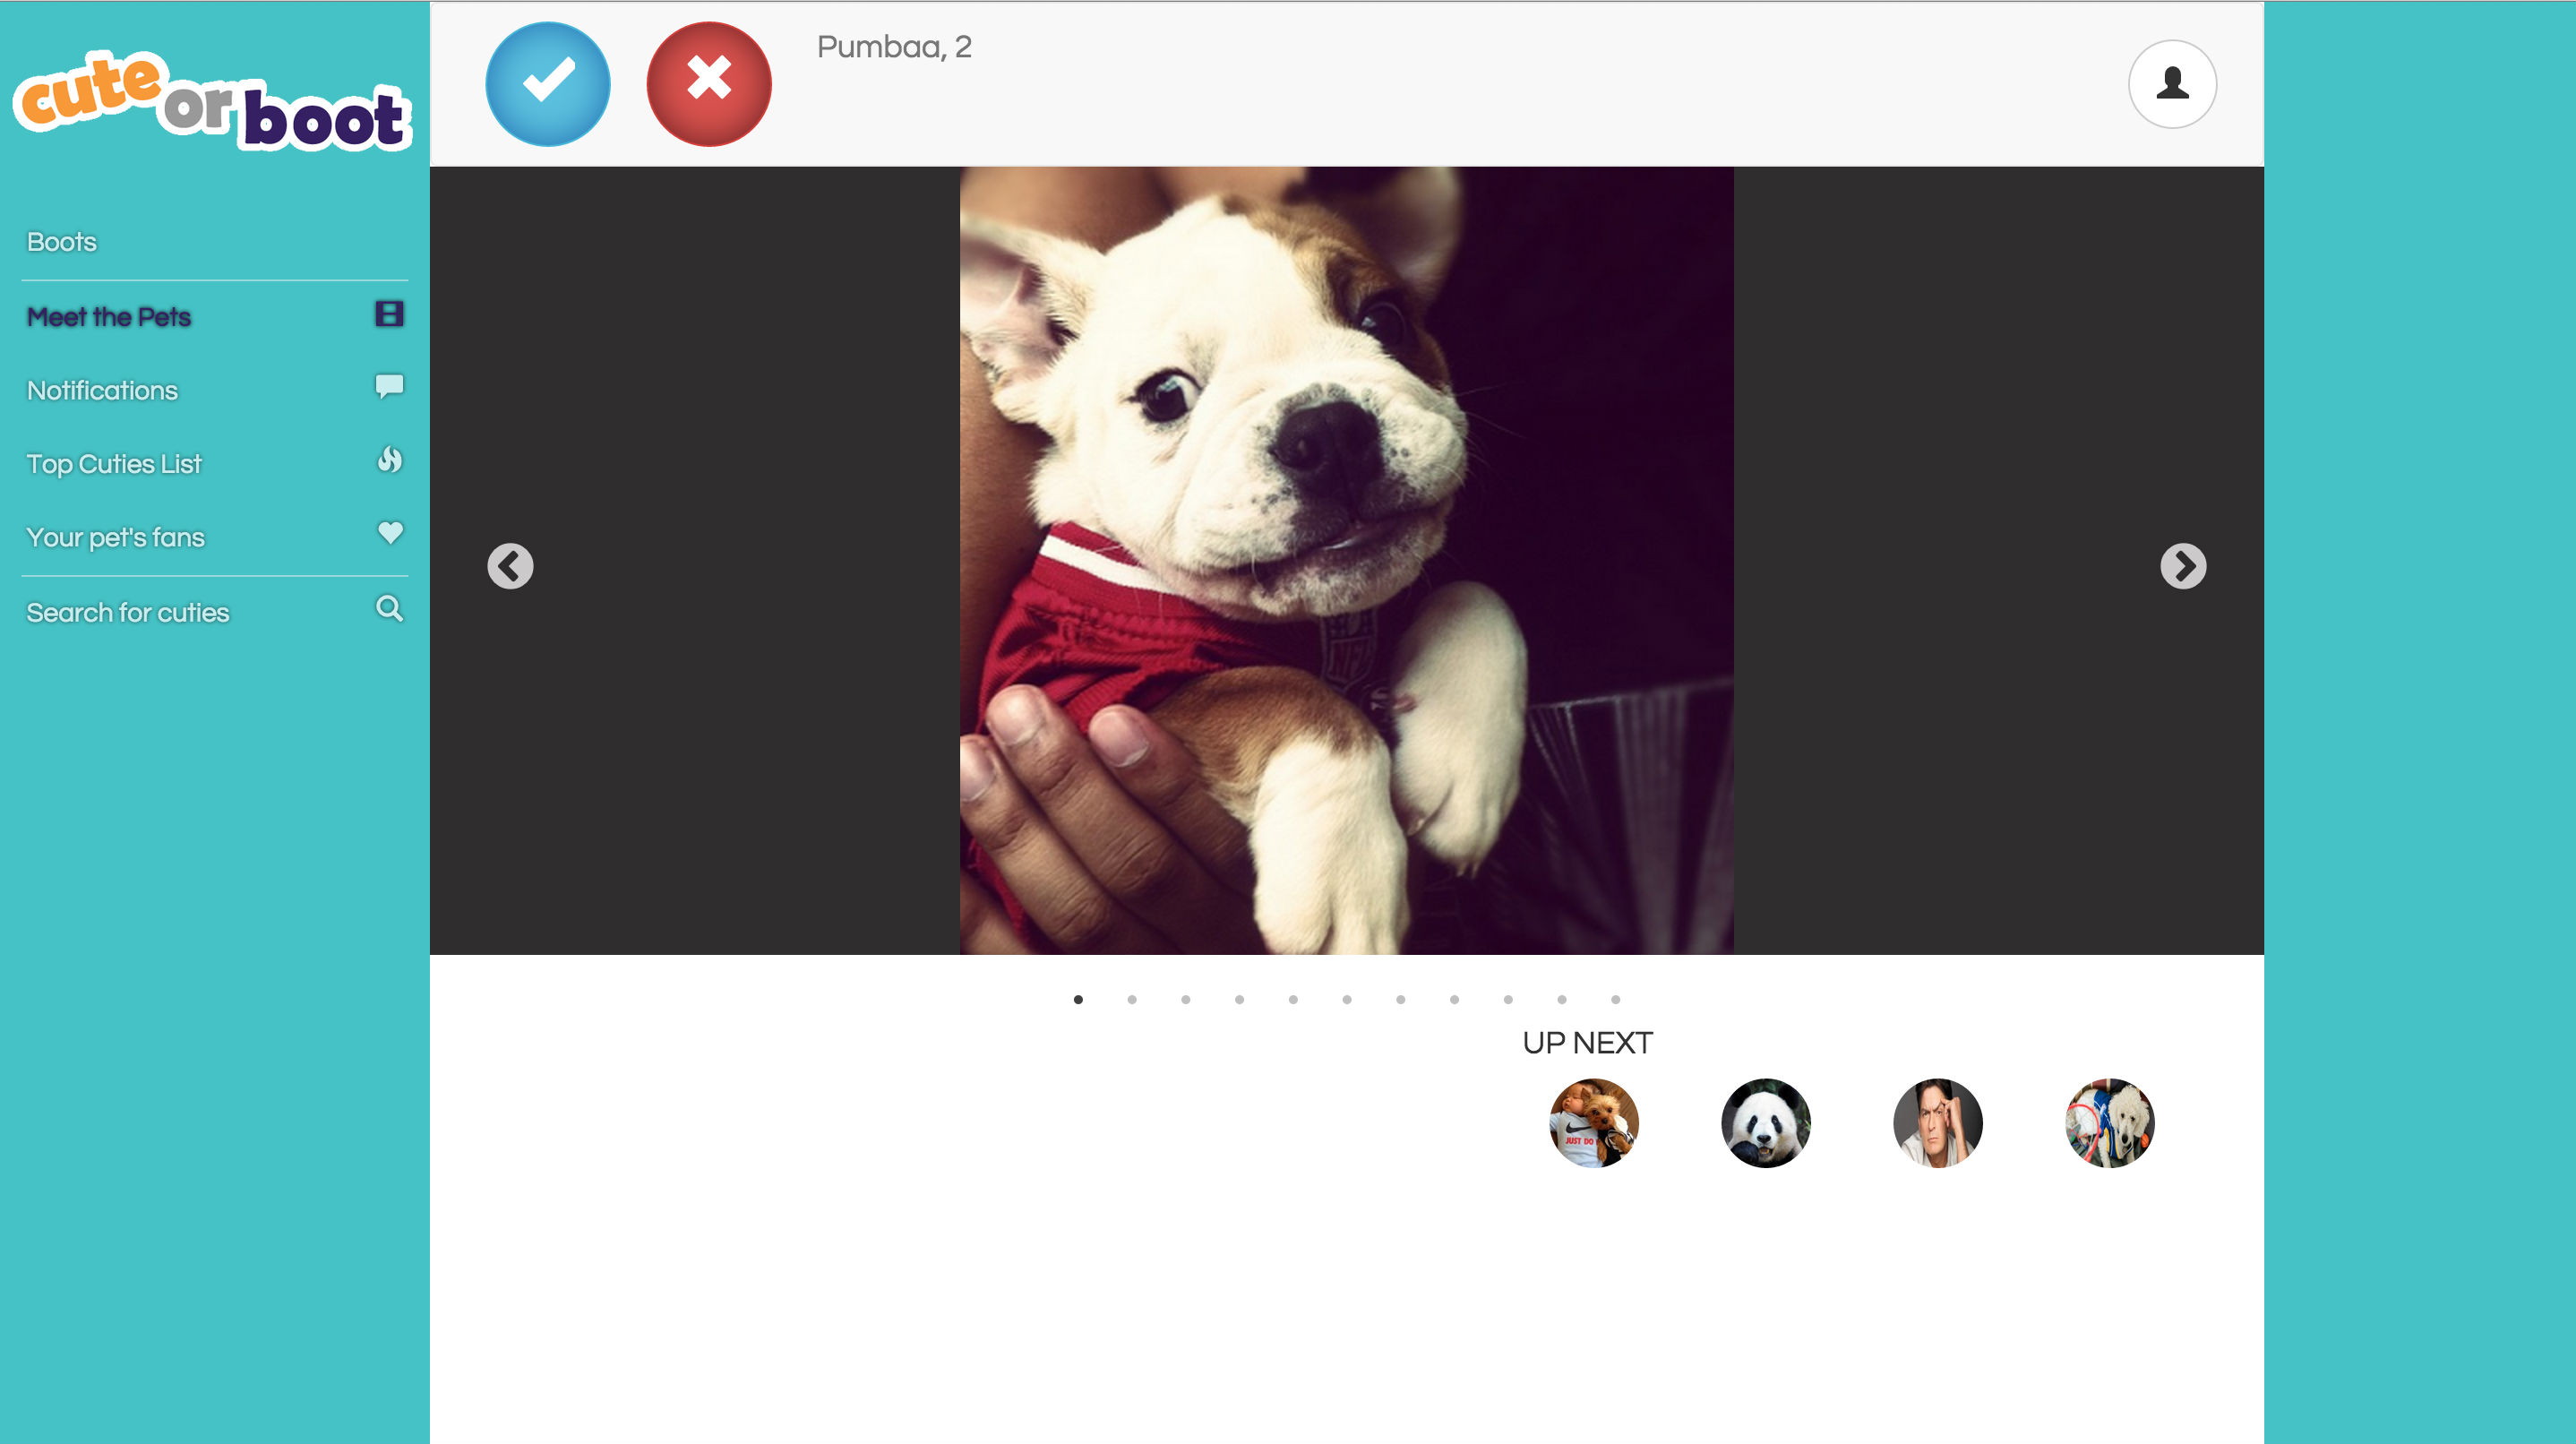 cute or boot
Pumbaa, 2
Boots
Meet the Pets
Notifications
Top Cuties List
Your pet's fans
Search for cuties
NFL
UP NEXT
JUST DO